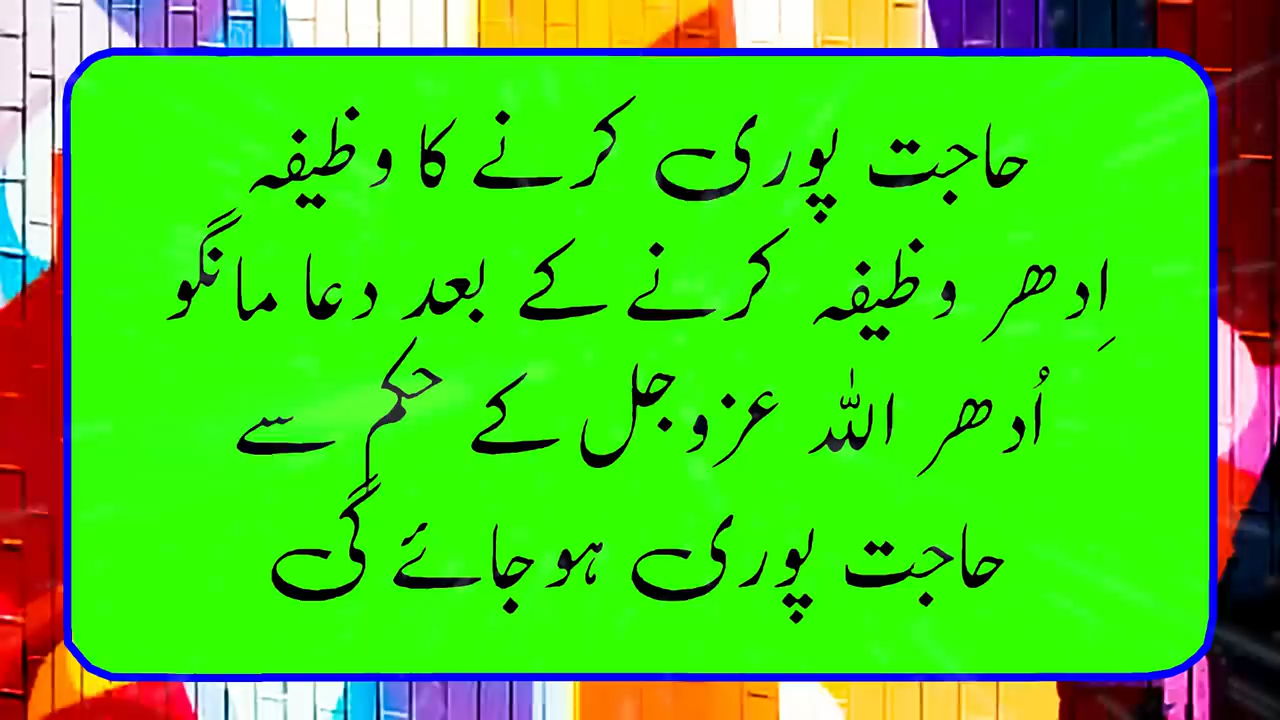 حاجت پوری کرنے کا وظیفہ
اِدھر وظیفہ کرنے کے بعد دعا مانگو
اُدھر اللہ عزوجل کے حکم سے
حاجت پوری ہو جائے گی